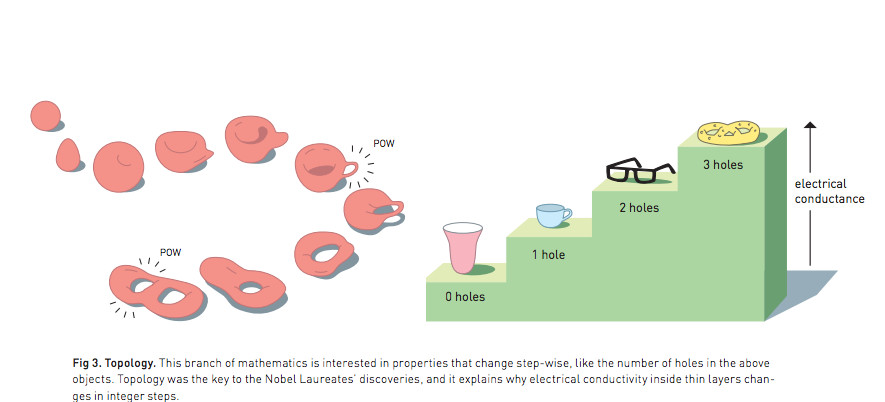 POW
POW
3 holes
electrical
conductance
2 holes
1 hole
0 holes
Fig 3. Topology. This branch of mathematics is interested in properties that change step-wise, like the number of holes in the above
objects. Topology was the key to the Nobel Laureates’ discoveries, and it explains why electrical conductivity inside thin layers chan-
ges in integer steps.